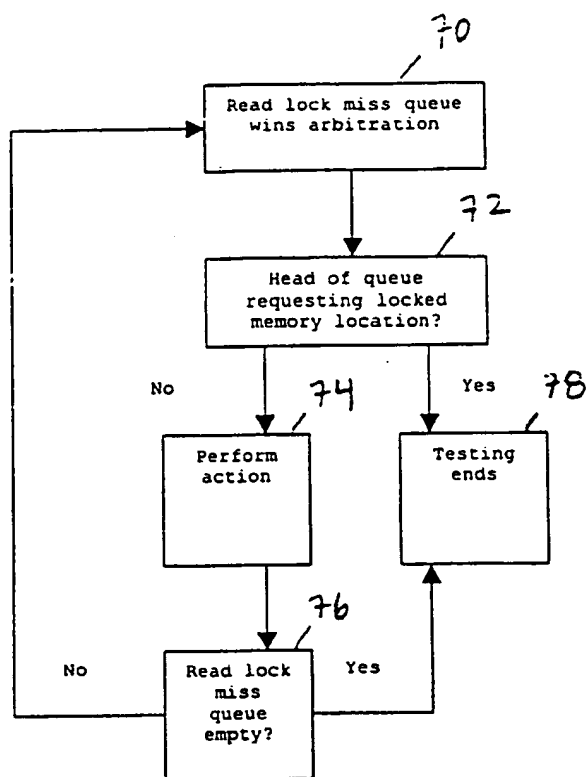 70
Read lock miss queue
wins arbitration
72
Head of queue
requesting locked
memory location?
No
Yes
74
78
Perform
action
Testing
ends
76
No
Read lock
miss
queue
empty?
Yes